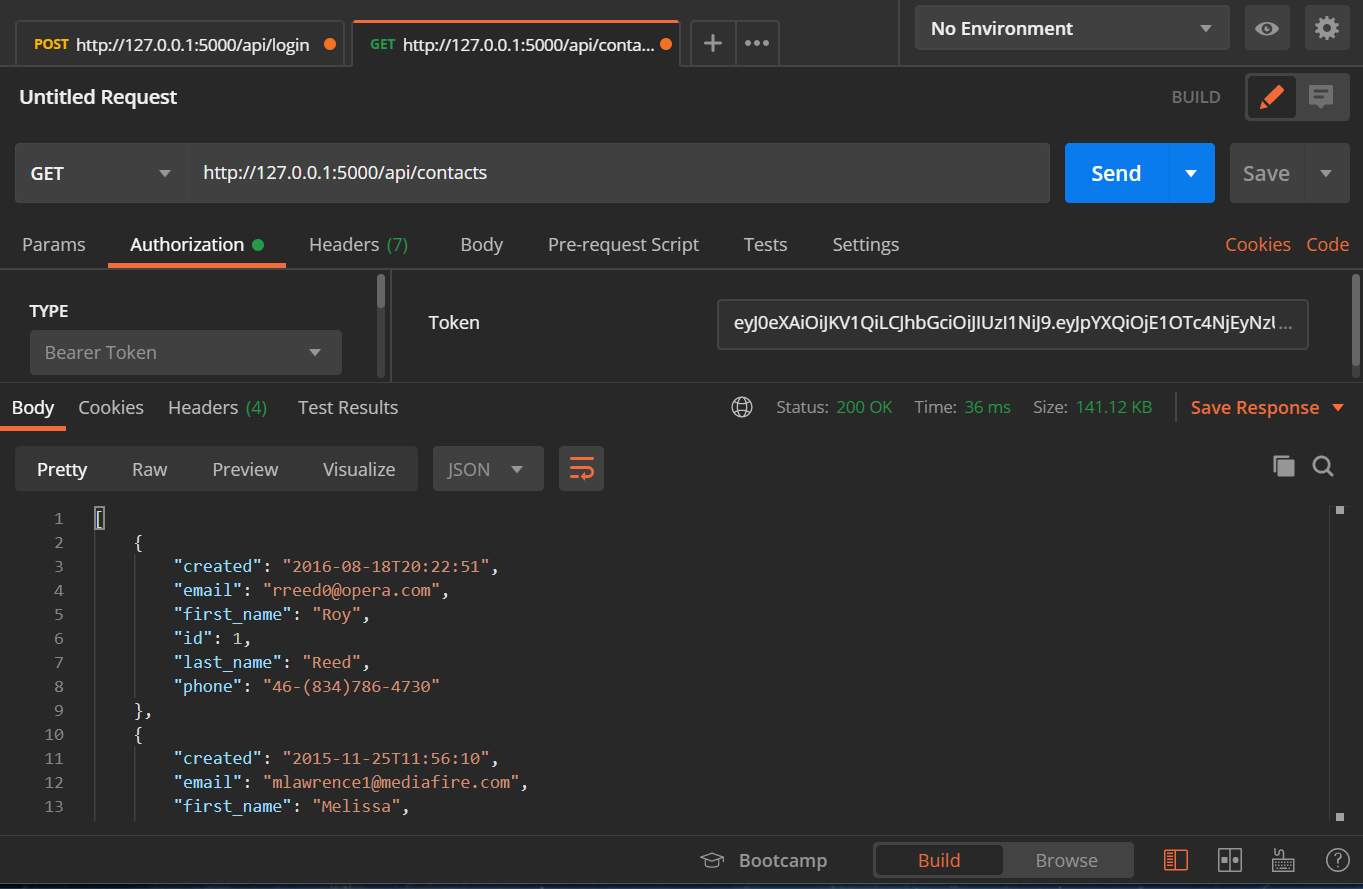 POST http://127.0.0.1:5000/api/login GET http://127.0.0.1:5000/api/conta... No Environment
Untitled Request BUILD
GET http://127.0.0.1:5000/api/contacts Send Save
Params Authorization Headers (7) Body Pre-request Script Tests Settings Cookies Code
TYPE
Bearer Token
Token eyJ0eXAiOiJKV1QiLCJhbGciOiJIUzI1NiJ9.eyJpYXQiOjE1OTc4NjEyNzU...
Body Cookies Headers (4) Test Results Status: 200 OK Time: 36 ms Size: 141.12 KB Save Response
Pretty Raw Preview Visualize JSON
1 [
2 {
3 "created": "2016-08-18T20:22:51",
4 "email": "rreed0@opera.com",
5 "first_name": "Roy",
6 "id": 1,
7 "last_name": "Reed",
8 "phone": "46-(834)786-4730"
9 },
10 {
11 "created": "2015-11-25T11:56:10",
12 "email": "mlawrence1@mediafire.com",
13 "first_name": "Melissa",
Bootcamp Build Browse